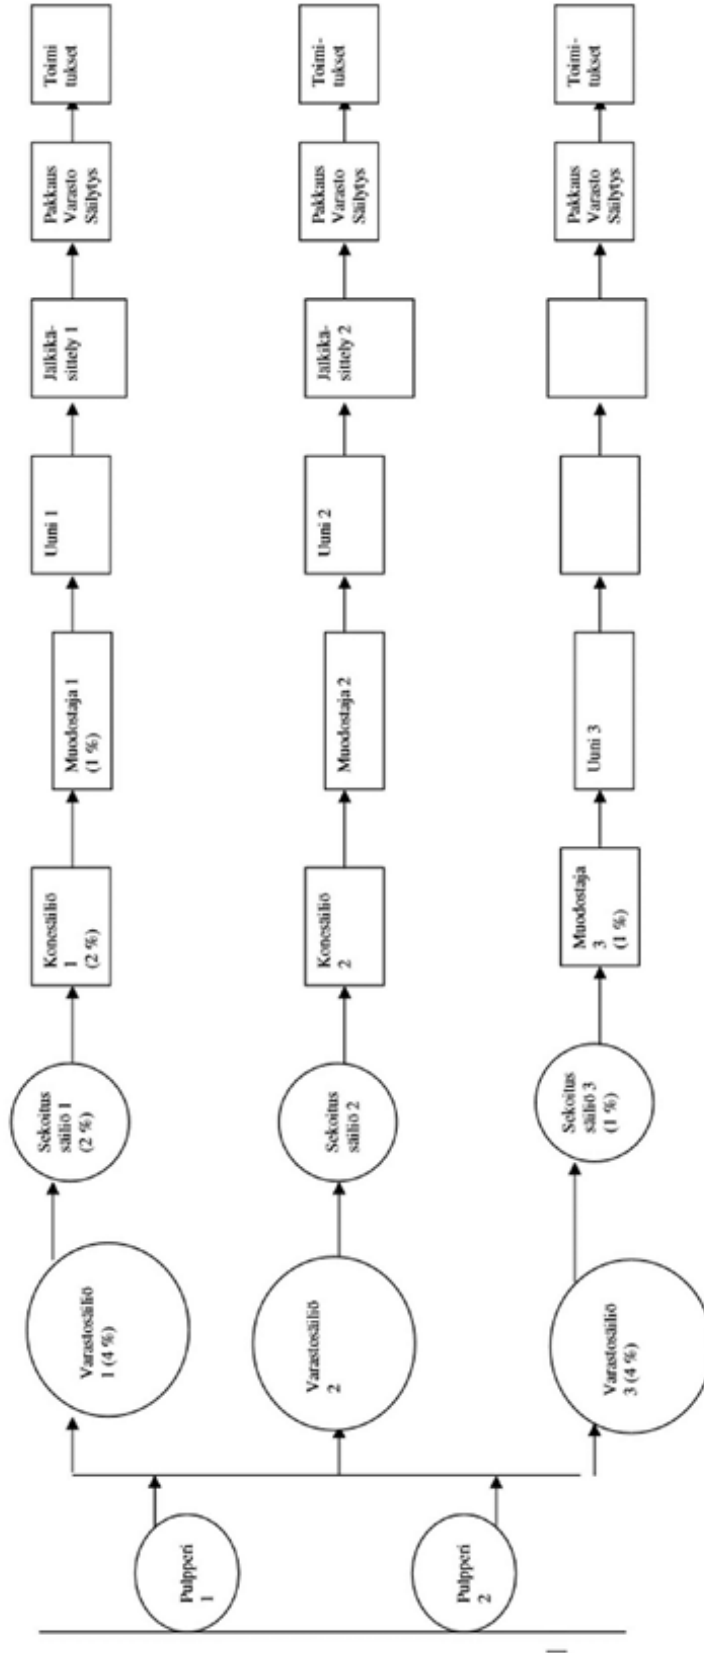 Pulpperi
1
Pulpperi
2
Varastosäiliö
1 (4 %)
Sekoitus
säiliö 1
(2 %)
Konesäiliö
1
(2 %)
Muodostaja 1
(1 %)
Uuni 1
Jälkikä-
sittely 1
Pakkaus
Varasto
Säilytys
Toimi
tukset
Varastosäiliö
2
Sekoitus
säiliö 2
Konesäiliö
2
Muodostaja 2
Uuni 2
Jälkikä-
sittely 2
Pakkaus
Varasto
Säilytys
Toimi-
tukset
Varastosäiliö
3 (4 %)
Sekoitus
säiliö 3
(1 %)
Muodostaja
3
(1 %)
Uuni 3
Pakkaus
Varasto
Säilytys
Toimi-
tukset